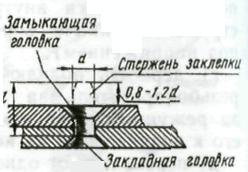 Замыкающая
головка
d
Стержень заклепки
0,8-1,2d
Закладная головка